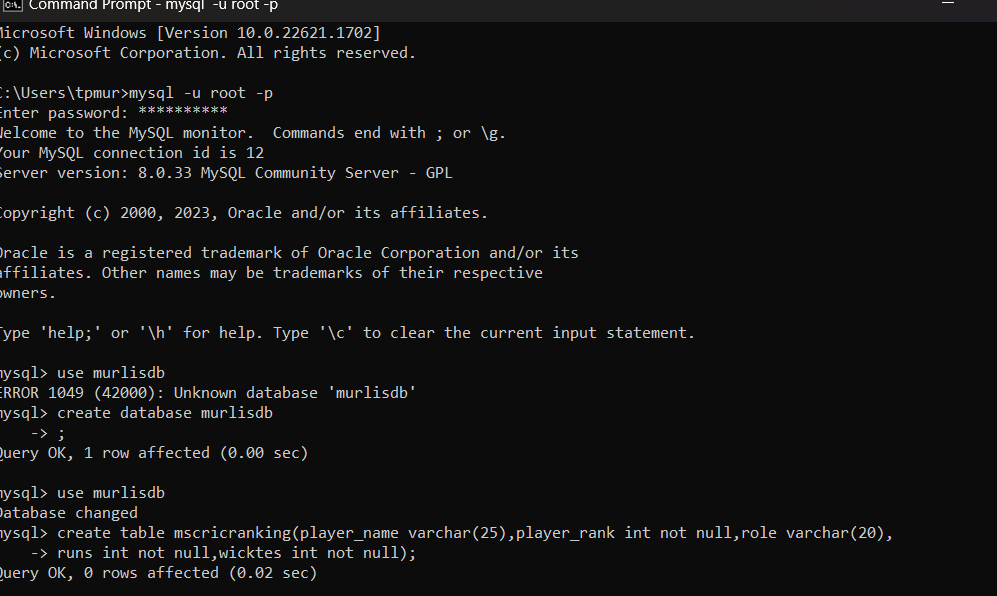 Command Prompt - mysql -u root -p
Microsoft Windows [Version 10.0.22621.1702]
(c) Microsoft Corporation. All rights reserved.
C:\Users\tpmur>mysql -u root -p
Enter password: **********
Welcome to the MySQL monitor.  Commands end with ; or \g.
Your MySQL connection id is 12
Server version: 8.0.33 MySQL Community Server - GPL
Copyright (c) 2000, 2023, Oracle and/or its affiliates.
Oracle is a registered trademark of Oracle Corporation and/or its
affiliates. Other names may be trademarks of their respective
owners.
Type 'help;' or '\h' for help. Type '\c' to clear the current input statement.
mysql> use murlisdb
ERROR 1049 (42000): Unknown database 'murlisdb'
mysql> create database murlisdb
    -> ;
Query OK, 1 row affected (0.00 sec)
mysql> use murlisdb
Database changed
mysql> create table mscricranking(player_name varchar(25),player_rank int not null,role varchar(20),
    -> runs int not null,wicktes int not null);
Query OK, 0 rows affected (0.02 sec)